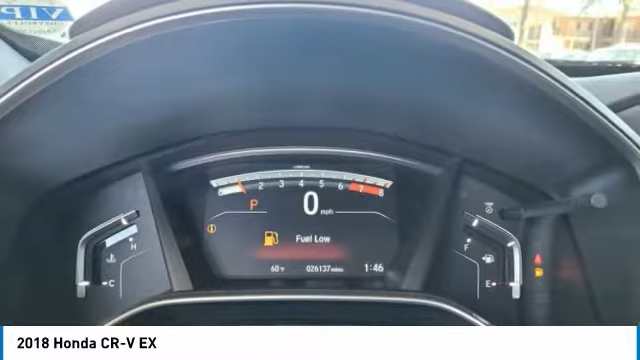 VIP
0 2 3 4 5 6 7 8
P
0 mph
Fuel Low
60°F 026137 miles 1:46
H
C
F
E
2018 Honda CR-V EX